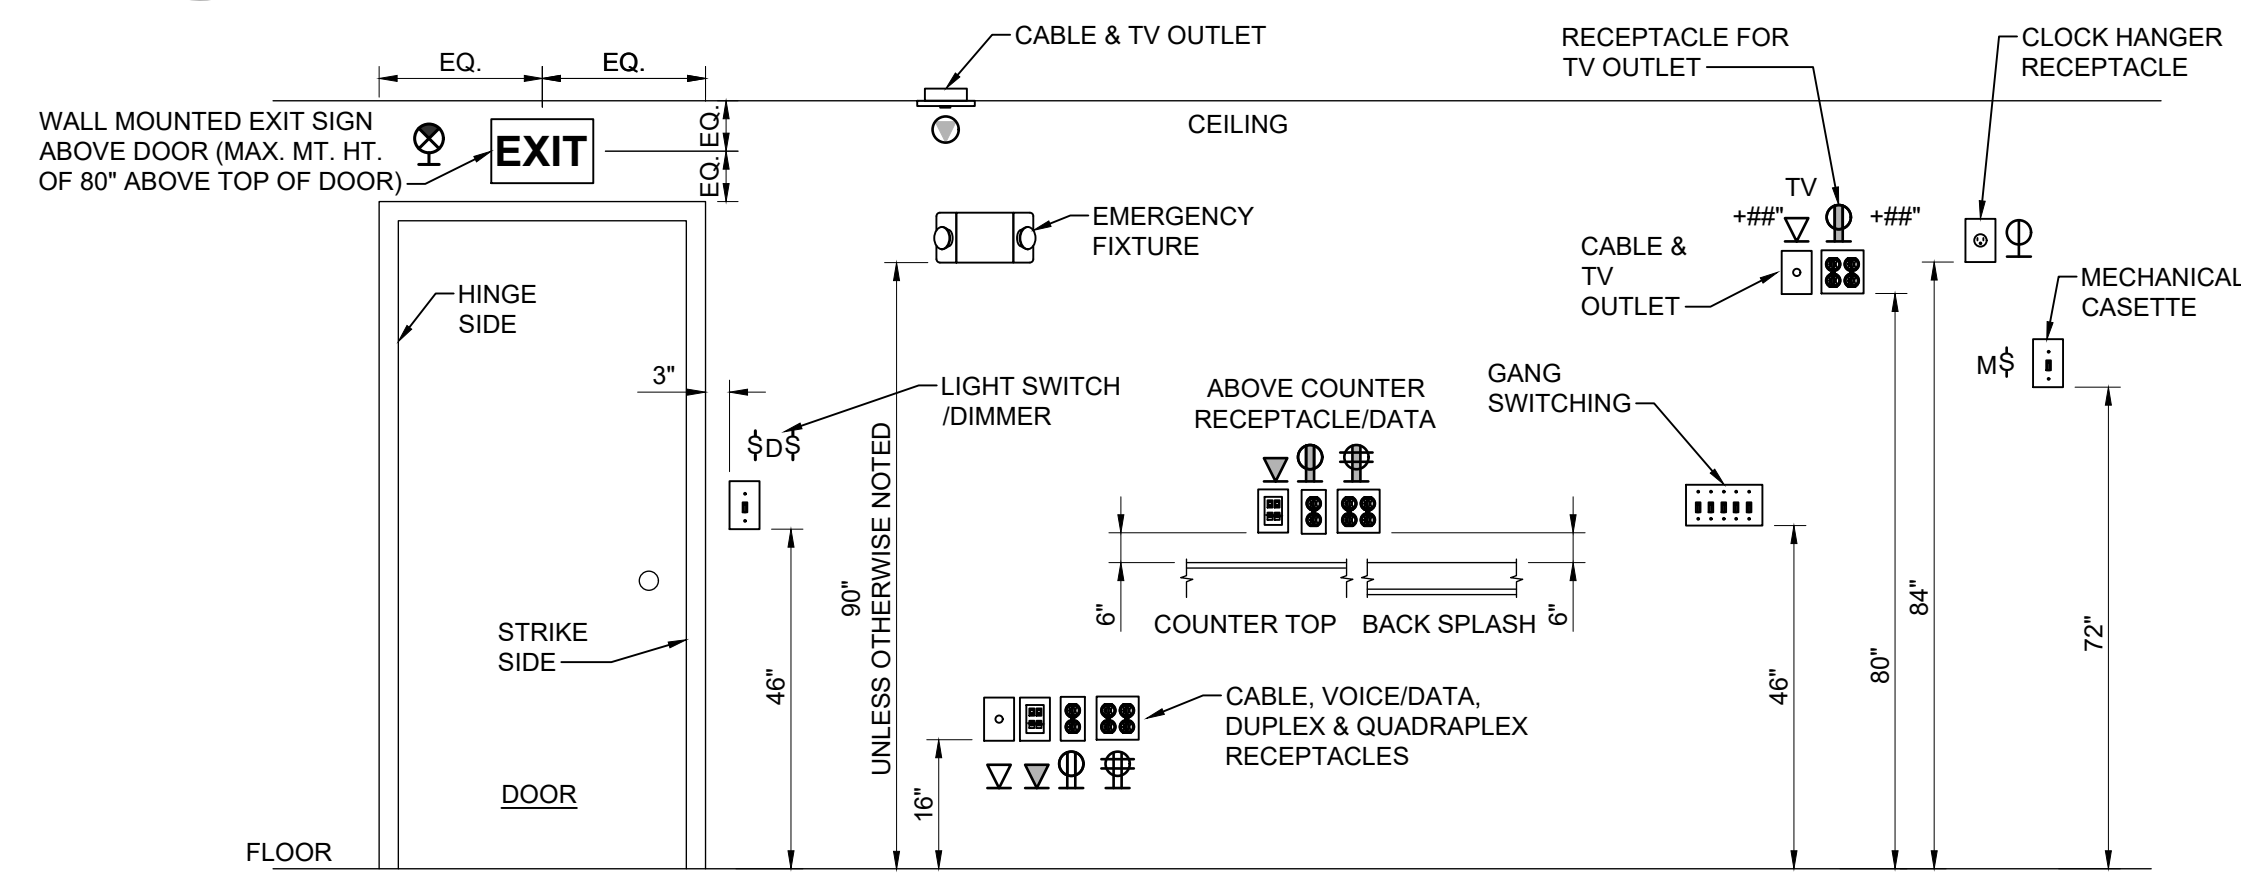 CABLE & TV OUTLET
RECEPTACLE FOR
TV OUTLET
CLOCK HANGER
RECEPTACLE
EQ.
EQ.
WALL MOUNTED EXIT SIGN
ABOVE DOOR (MAX. MT. HT.
OF 80" ABOVE TOP OF DOOR)
EXIT
EQ.
EQ.
CEILING
TV
+##"
+##"
EMERGENCY
FIXTURE
CABLE &
TV
OUTLET
HINGE
SIDE
MECHANICAL
CASETTE
M$
3"
LIGHT SWITCH
/DIMMER
$D$
ABOVE COUNTER
RECEPTACLE/DATA
GANG
SWITCHING
90"
UNLESS OTHERWISE NOTED
6"
COUNTER TOP
BACK SPLASH
6"
STRIKE
SIDE
46"
46"
80"
84"
72"
CABLE, VOICE/DATA,
DUPLEX & QUADRAPLEX
RECEPTACLES
16"
DOOR
FLOOR